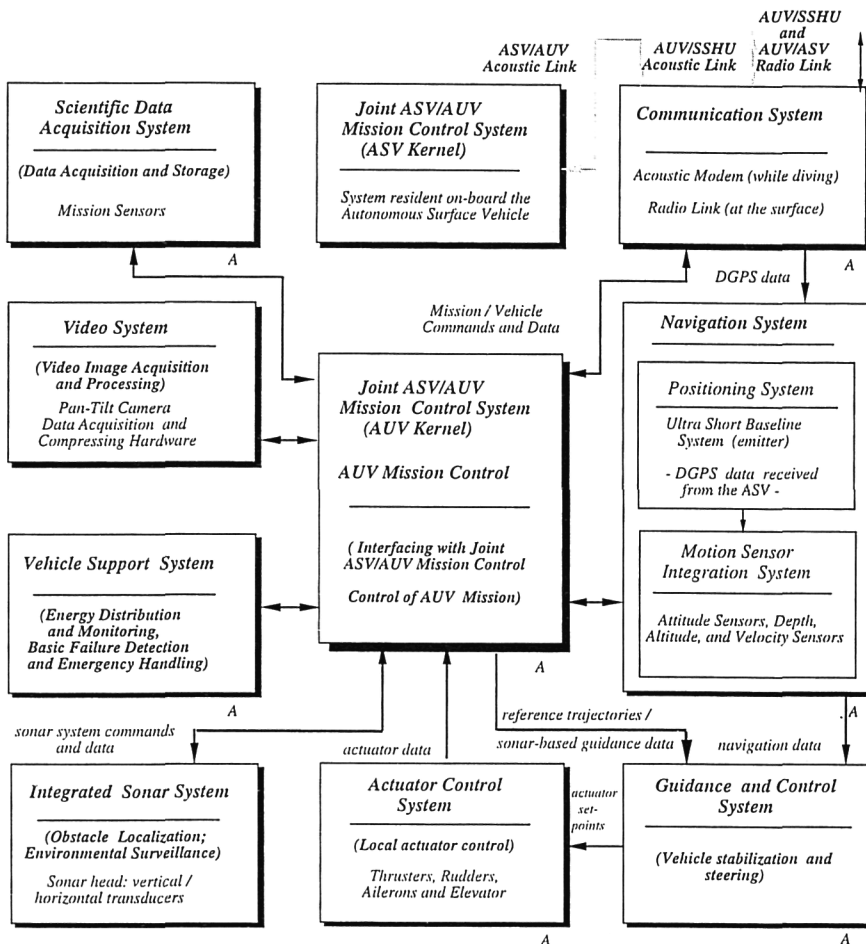 ASV/AUV
Acoustic Link
AUV/SSHU
Acoustic Link
AUV/SSHU
and
AUV/ASV
Radio Link
Scientific Data
Acquisition System
(Data Acquisition and Storage)
Mission Sensors
A
Joint ASV/AUV
Mission Control System
(ASV Kernel)
System resident on-board the
Autonomous Surface Vehicle
Communication System
Acoustic Modem (while diving)
Radio Link (at the surface)
A
DGPS data
Mission / Vehicle
Commands and Data
Video System
(Video Image Acquisition
and Processing)
Pan-Tilt Camera
Data Acquisition and
Compressing Hardware
Joint ASV/AUV
Mission Control System
(AUV Kernel)
AUV Mission Control
( Interfacing with Joint
ASV/AUV Mission Control
Control of AUV Mission)
A
Navigation System
Positioning System
Ultra Short Baseline
System (emitter)
- DGPS data received
from the ASV -
Motion Sensor
Integration System
Attitude Sensors, Depth,
Altitude, and Velocity Sensors
A
Vehicle Support System
(Energy Distribution
and Monitoring,
Basic Failure Detection
and Emergency Handling)
A
sonar system commands
and data
actuator data
reference trajectories /
sonar-based guidance data
navigation data
Integrated Sonar System
(Obstacle Localization;
Environmental Surveillance)
Sonar head: vertical /
horizontal transducers
Actuator Control
System
(Local actuator control)
Thrusters, Rudders,
Ailerons and Elevator
A
actuator
set-
points
Guidance and Control
System
(Vehicle stabilization and
steering)
A